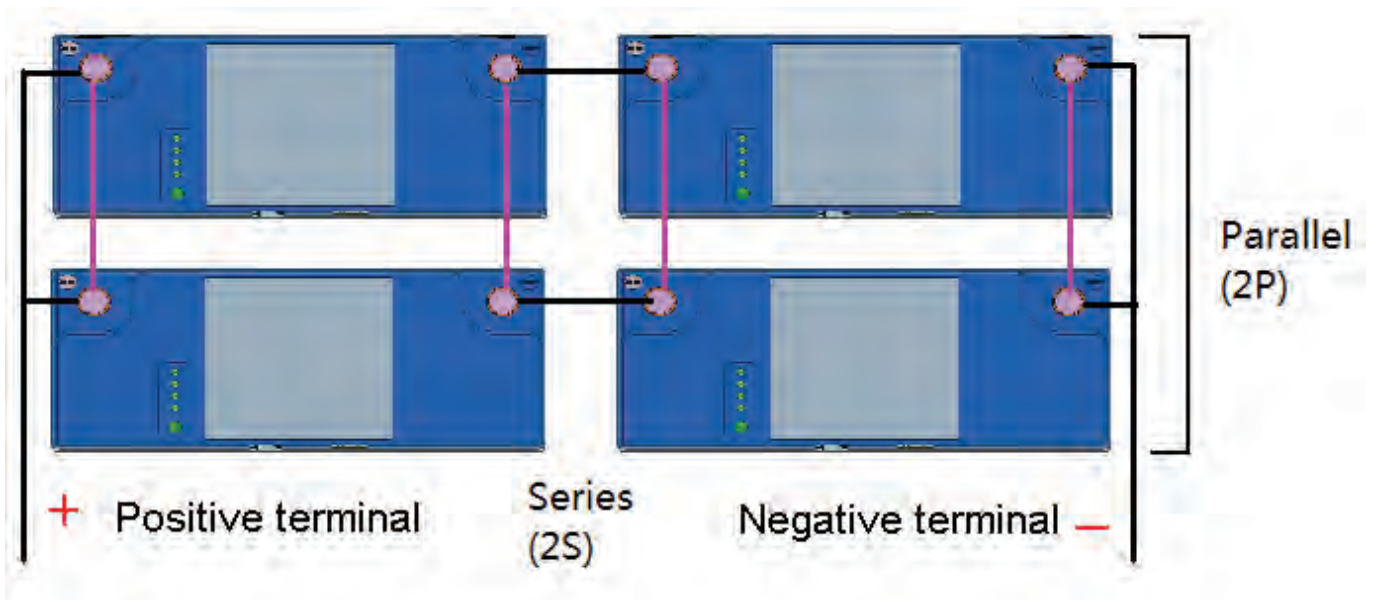 Parallel
(2P)
+ Positive terminal
Series
(2S)
Negative terminal −